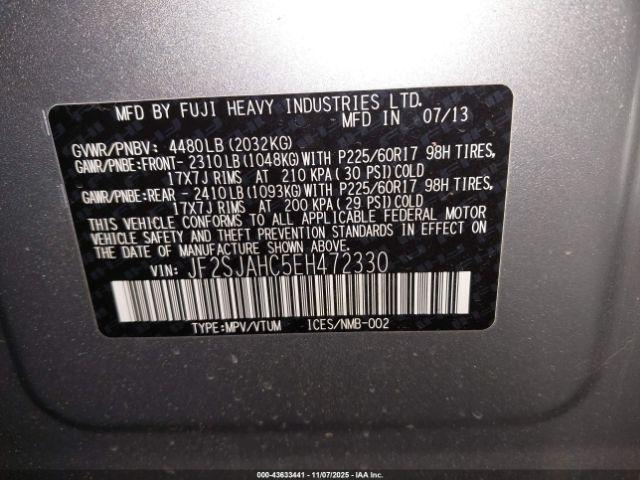 MFD BY FUJI HEAVY INDUSTRIES LTD.
MFD IN 07/13
GVWR/PNBV: 4480LB (2032KG)
GAWR/PNBE:FRONT- 2310LB(1048KG)WITH P225/60R17 98H TIRES,
17X7J RIMS AT 210 KPA(30 PSI)COLD
GAWR/PNBE:REAR - 2410LB(1093KG)WITH P225/60R17 98H TIRES,
17X7J RIMS AT 200 KPA(29 PSI)COLD
THIS VEHICLE CONFORMS TO ALL APPLICABLE FEDERAL MOTOR
VEHICLE SAFETY AND THEFT PREVENTION STANDARDS IN EFFECT ON
THE DATE OF MANUFACTURE SHOWN ABOVE.
VIN: JF2SJAHC5EH472330
TYPE:MPV/VTUM ICES/NMB-002
000-43633441 - 11/07/2025 - IAA Inc.